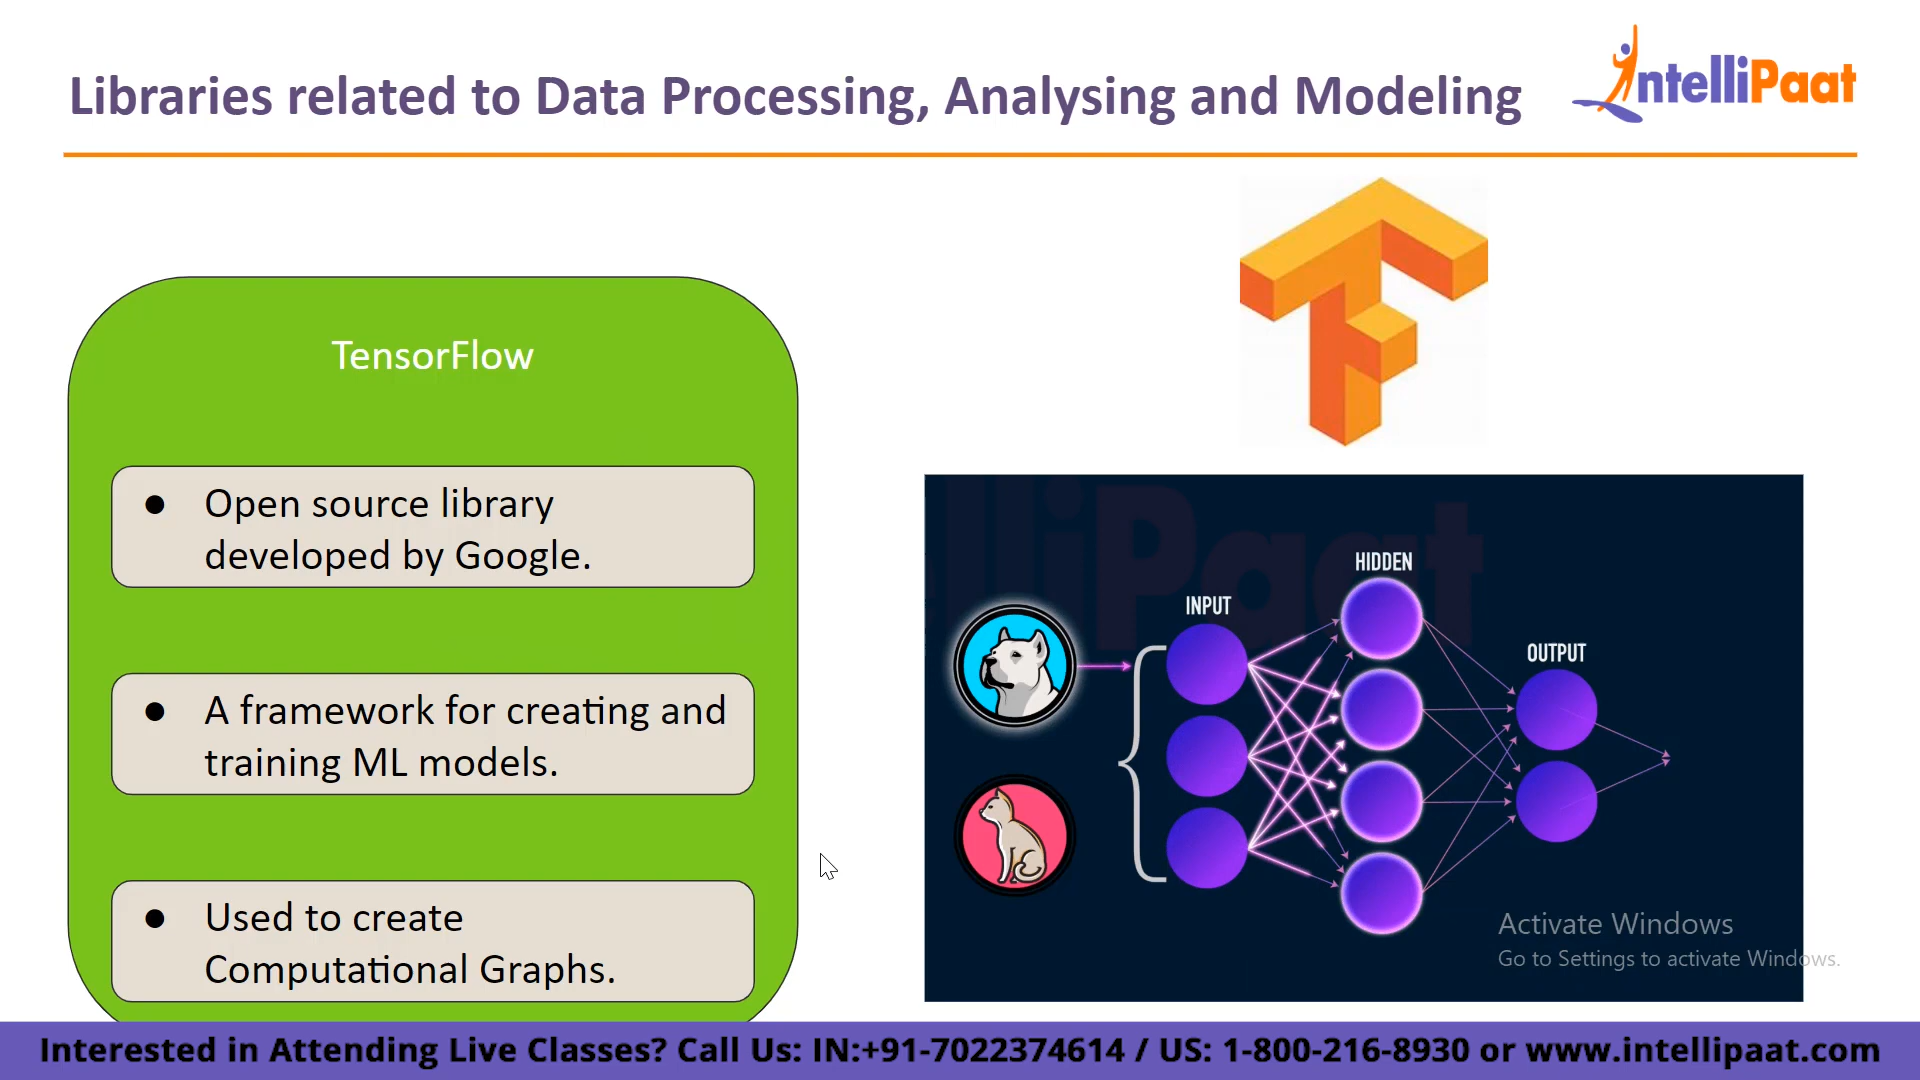 Libraries related to Data Processing, Analysing and Modeling
IntelliPaat
TensorFlow
● Open source library
developed by Google.
● A framework for creating and
training ML models.
● Used to create
Computational Graphs.
HIDDEN
INPUT
OUTPUT
Activate Windows
Go to Settings to activate Windows.
Interested in Attending Live Classes? Call Us: IN:+91-7022374614 / US: 1-800-216-8930 or www.intellipaat.com